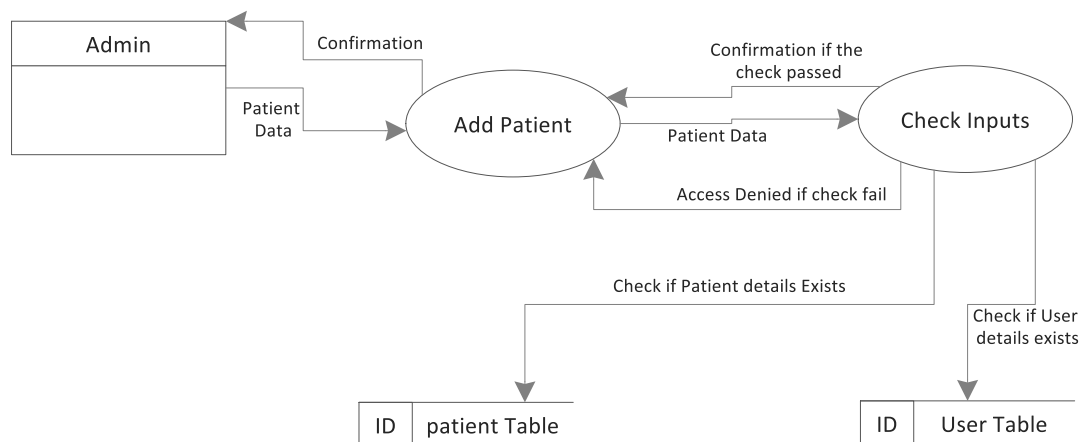 Admin
Confirmation
Patient
Data
Add Patient
Confirmation if the
check passed
Patient Data
Check Inputs
Access Denied if check fail
Check if Patient details Exists
Check if User
details exists
ID
patient Table
ID
User Table